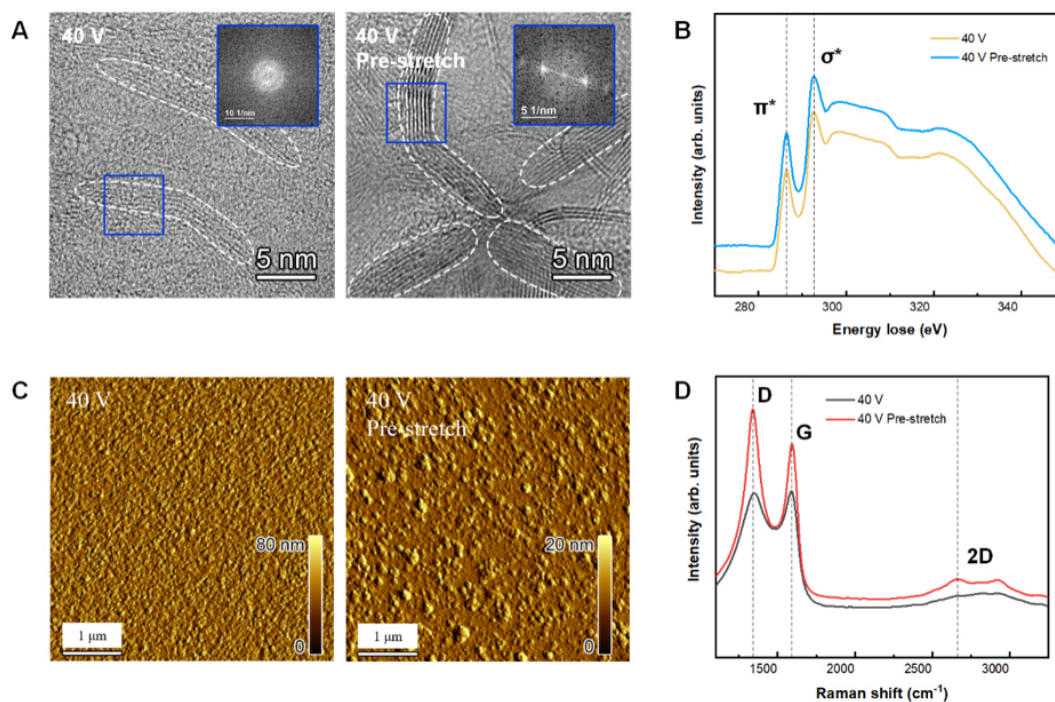 A
40 V
10 1/nm
5 nm
40 V
Pre-stretch
5 1/nm
5 nm
B
40 V
40 V Pre-stretch
π*
σ*
Intensity (arb. units)
280
300
320
340
Energy lose (eV)
C
40 V
80 nm
0
1 μm
40 V
Pre-stretch
20 nm
0
1 μm
D
40 V
40 V Pre-stretch
D
G
2D
Intensity (arb. units)
1500
2000
2500
3000
Raman shift (cm⁻¹)